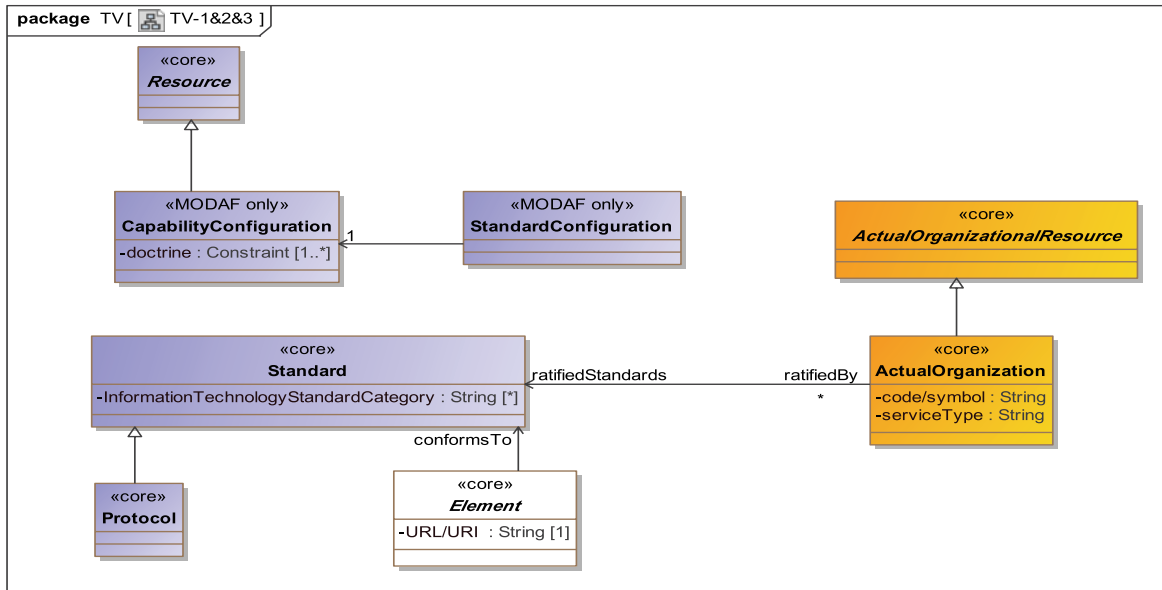 package TV[ TV-1&2&3 ]
«core»
Resource
«MODAF only»
CapabilityConfiguration
-doctrine : Constraint [1..*]
1
«MODAF only»
StandardConfiguration
«core»
ActualOrganizationalResource
«core»
Standard
-InformationTechnologyStandardCategory : String [*]
ratifiedStandards
ratifiedBy
*
«core»
ActualOrganization
-code/symbol : String
-serviceType : String
conformsTo
«core»
Protocol
«core»
Element
-URL/URI : String [1]